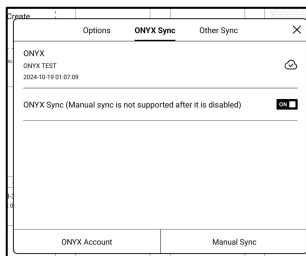 Create
Options ONYX Sync Other Sync
ONYX
ONYX TEST
2024-10-19 01:07:09
ONYX Sync (Manual sync is not supported after it is disabled) ON
ONYX Account Manual Sync